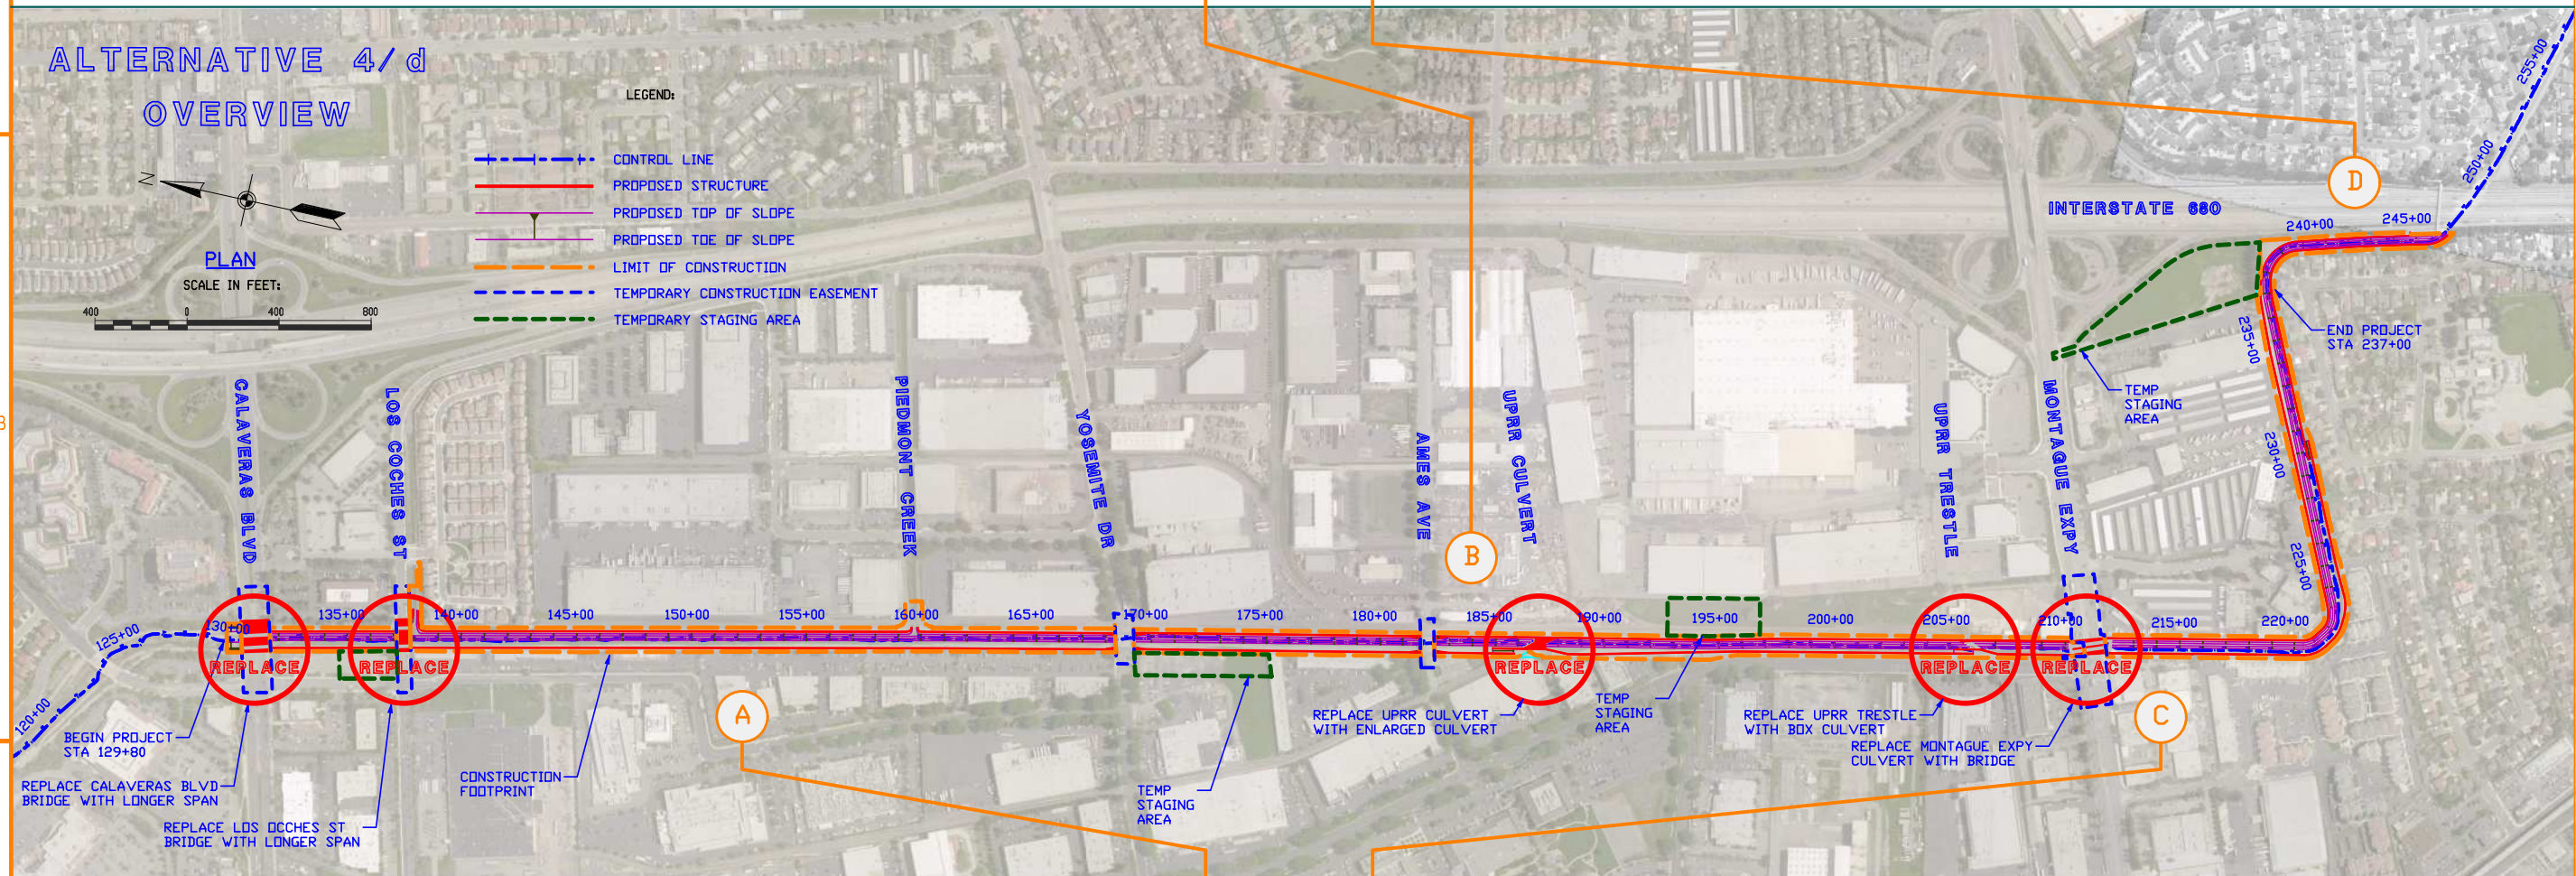 ALTERNATIVE 4/d
OVERVIEW
N
PLAN
SCALE IN FEET:
400 0 400 800
LEGEND:
CONTROL LINE
PROPOSED STRUCTURE
PROPOSED TOP OF SLOPE
PROPOSED TOE OF SLOPE
LIMIT OF CONSTRUCTION
TEMPORARY CONSTRUCTION EASEMENT
TEMPORARY STAGING AREA
B
D
INTERSTATE 680
255+00
250+00
245+00
240+00
235+00
230+00
225+00
END PROJECT
STA 237+00
TEMP
STAGING
AREA
CALAVERAS BLVD
LOS COCHES ST
PIEDMONT CREEK
YOSEMITE DR
AMES AVE
UPRR CULVERT
UPRR TRESTLE
MONTAGUE EXPY
B
120+00
125+00
130+00
135+00
140+00
145+00
150+00
155+00
160+00
165+00
170+00
175+00
180+00
185+00
190+00
195+00
200+00
205+00
210+00
215+00
220+00
REPLACE
REPLACE
REPLACE
REPLACE
REPLACE
BEGIN PROJECT
STA 129+80
REPLACE CALAVERAS BLVD
BRIDGE WITH LONGER SPAN
REPLACE LOS OCCHES ST
BRIDGE WITH LONGER SPAN
CONSTRUCTION
FOOTPRINT
A
TEMP
STAGING
AREA
REPLACE UPRR CULVERT
WITH ENLARGED CULVERT
TEMP
STAGING
AREA
REPLACE UPRR TRESTLE
WITH BOX CULVERT
REPLACE MONTAGUE EXPY
CULVERT WITH BRIDGE
C